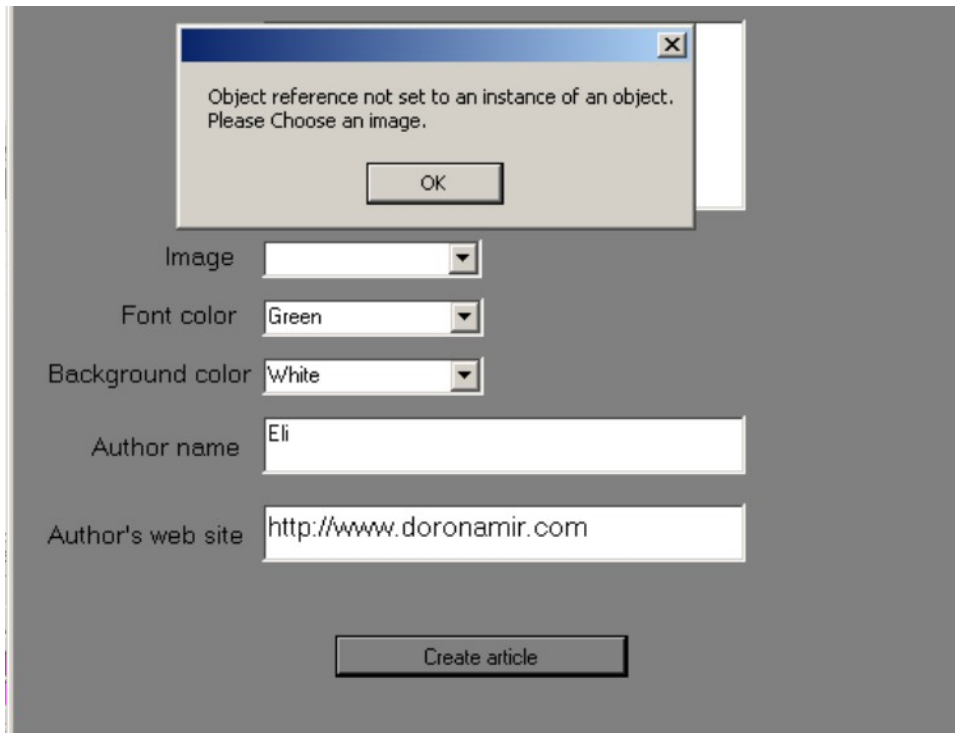 Object reference not set to an instance of an object.
Please Choose an image.
OK
Image
Font color Green
Background color White
Author name Eli
Author's web site http://www.doronamir.com
Create article